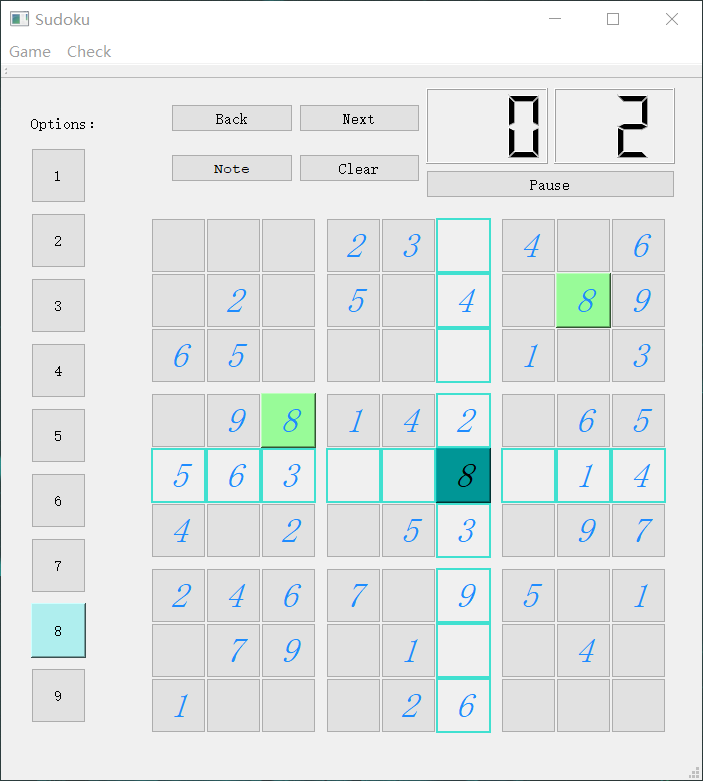 Sudoku
Game Check
Options:
Back Next
0 2
Note Clear
Pause
1
2
3
4
5
6
7
8
9
2 3 4 6
2 5 4 8 9
6 5 1 3
9 8 1 4 2 6 5
5 6 3 8 1 4
4 2 5 3 9 7
2 4 6 7 9 5 1
7 9 1 4
1 2 6